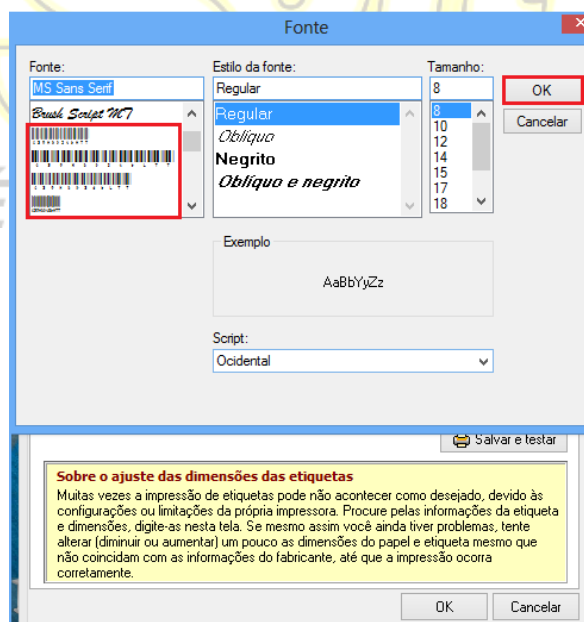 Fonte
Fonte:
MS Sans Serif
Brush Script MT
Estilo da fonte:
Regular
Regular
Oblíquo
Negrito
Oblíquo e negrito
Tamanho:
8
8
10
12
14
15
17
18
OK
Cancelar
Exemplo
AaBbYyZz
Script:
Ocidental
Salvar e testar
Sobre o ajuste das dimensões das etiquetas
Muitas vezes a impressão de etiquetas pode não acontecer como desejado, devido às
configurações ou limitações da própria impressora. Procure pelas informações da etiqueta
e dimensões, digite-as nesta tela. Se mesmo assim você ainda tiver problemas, tente
alterar (diminuir ou aumentar) um pouco as dimensões do papel e etiqueta mesmo que
não coincidam com as informações do fabricante, até que a impressão ocorra
corretamente.
OK
Cancelar